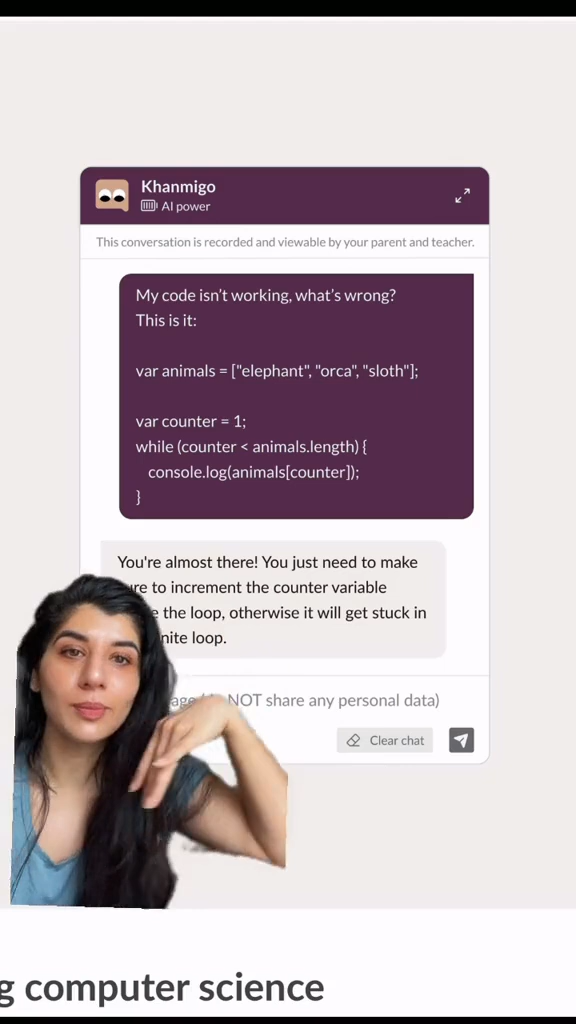 Khanmigo
AI power
This conversation is recorded and viewable by your parent and teacher.
My code isn't working, what's wrong?
This is it:
var animals = ["elephant", "orca", "sloth"];
var counter = 1;
while (counter < animals.length) {
console.log(animals[counter]);
}
You're almost there! You just need to make
to increment the counter variable
the loop, otherwise it will get stuck in
loop.
NOT share any personal data)
Clear chat
computer science